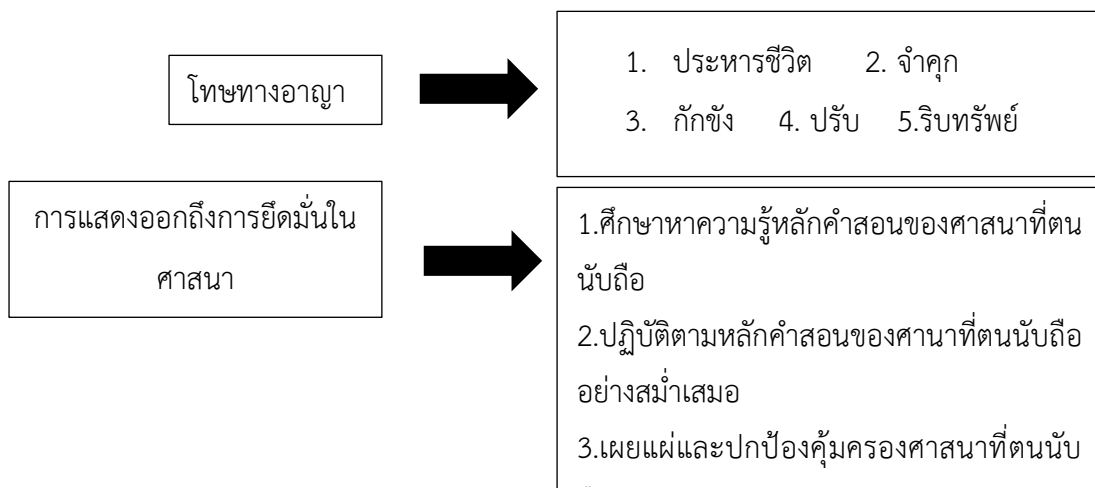 โทษทางอาญา
1. ประหารชีวิต 2. จำคุก
3. กักขัง 4. ปรับ 5.ริบทรัพย์
การแสดงออกถึงการยึดมั่นใน
ศาสนา
1.ศึกษาหาความรู้หลักคำสอนของศาสนาที่ตน
นับถือ
2.ปฏิบัติตามหลักคำสอนของศานาที่ตนนับถือ
อย่างสม่ำเสมอ
3.เผยแผ่และปกป้องคุ้มครองศาสนาที่ตนนับ